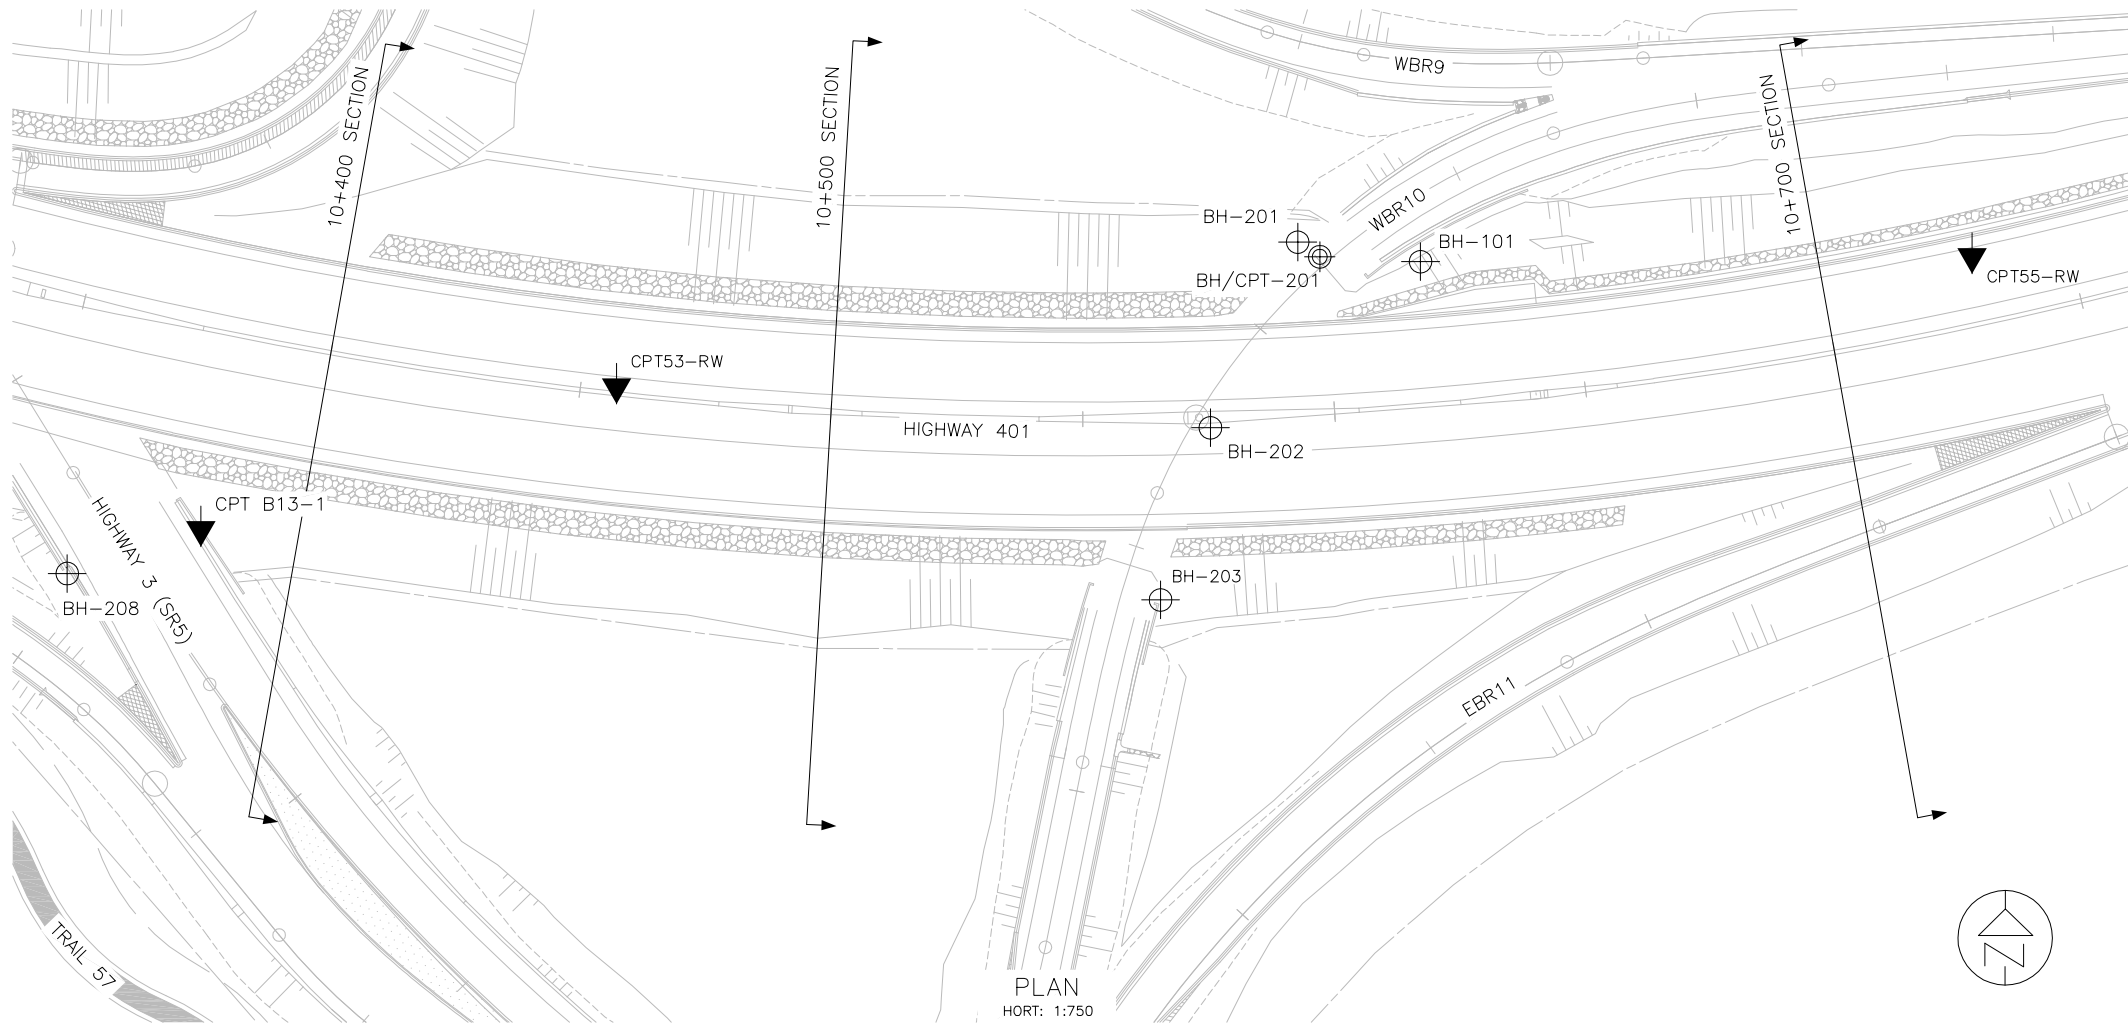 WBR9
10+400 SECTION
10+500 SECTION
10+700 SECTION
WBR10
BH-201
BH-101
BH/CPT-201
CPT55-RW
CPT53-RW
HIGHWAY 401
BH-202
CPT B13-1
HIGHWAY 3 (SR5)
BH-203
BH-208
EBR11
TRAIL 57
N
PLAN
HORT: 1:750